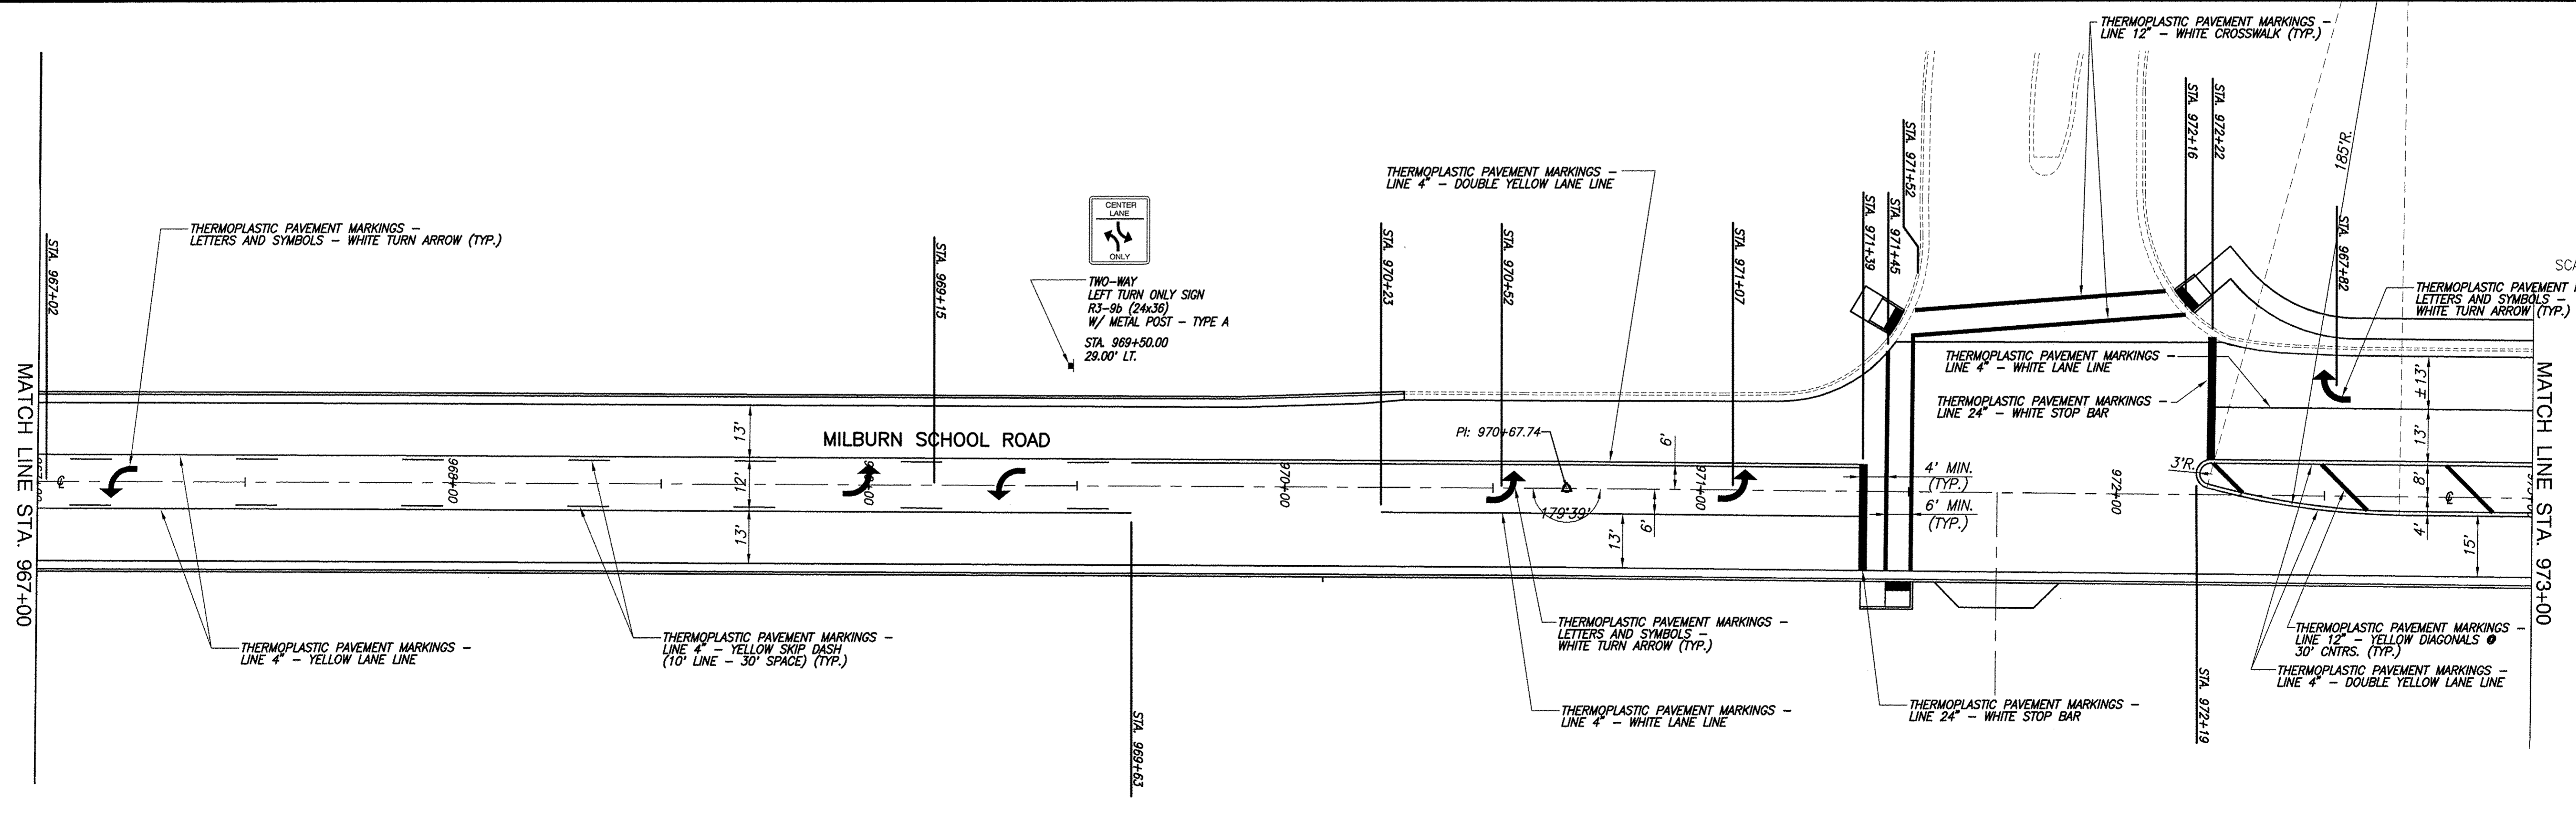 THERMOPLASTIC PAVEMENT MARKINGS –
LINE 12" – WHITE CROSSWALK (TYP.)
STA. 972+16
STA. 972+22
185'R.
STA. 971+52
THERMOPLASTIC PAVEMENT MARKINGS –
LINE 4" – DOUBLE YELLOW LANE LINE
CENTER
LANE
ONLY
STA. 971+39
STA. 971+45
STA. 967+82
THERMOPLASTIC PAVEMENT MARKINGS –
LETTERS AND SYMBOLS – WHITE TURN ARROW (TYP.)
STA. 967+02
STA. 969+15
STA. 970+23
STA. 970+52
STA. 971+07
SCA
TWO-WAY
LEFT TURN ONLY SIGN
R3-9b (24x36)
W/ METAL POST – TYPE A
STA. 969+50.00
29.00' LT.
THERMOPLASTIC PAVEMENT
LETTERS AND SYMBOLS –
WHITE TURN ARROW (TYP.)
THERMOPLASTIC PAVEMENT MARKINGS –
LINE 4" – WHITE LANE LINE
THERMOPLASTIC PAVEMENT MARKINGS –
LINE 24" – WHITE STOP BAR
±13'
13'
8'
4'
15'
3'R.
MATCH LINE STA. 967+00
MATCH LINE STA. 973+00
MILBURN SCHOOL ROAD
13'
12'
13'
PI: 970+67.74
179°39'
6'
6'
13'
4' MIN.
(TYP.)
6' MIN.
(TYP.)
℄
968+00
970+00
971+00
972+00
℄
THERMOPLASTIC PAVEMENT MARKINGS –
LINE 4" – YELLOW LANE LINE
THERMOPLASTIC PAVEMENT MARKINGS –
LINE 4" – YELLOW SKIP DASH
(10' LINE – 30' SPACE) (TYP.)
STA. 969+63
THERMOPLASTIC PAVEMENT MARKINGS –
LETTERS AND SYMBOLS –
WHITE TURN ARROW (TYP.)
THERMOPLASTIC PAVEMENT MARKINGS –
LINE 4" – WHITE LANE LINE
THERMOPLASTIC PAVEMENT MARKINGS –
LINE 24" – WHITE STOP BAR
STA. 972+19
THERMOPLASTIC PAVEMENT MARKINGS –
LINE 12" – YELLOW DIAGONALS @
30' CNTRS. (TYP.)
THERMOPLASTIC PAVEMENT MARKINGS –
LINE 4" – DOUBLE YELLOW LANE LINE